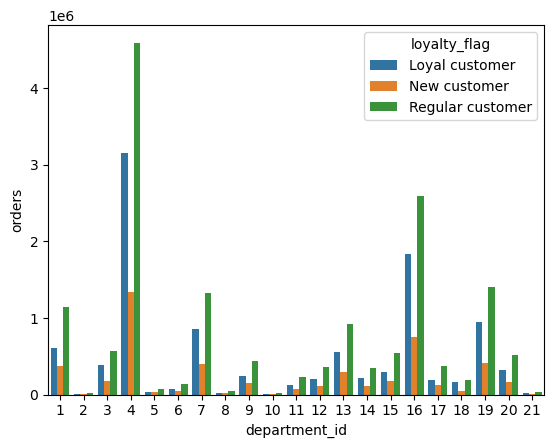 1e6
loyalty_flag
Loyal customer
New customer
Regular customer
4
3
2
1
0
orders
1 2 3 4 5 6 7 8 9 10 11 12 13 14 15 16 17 18 19 20 21
department_id